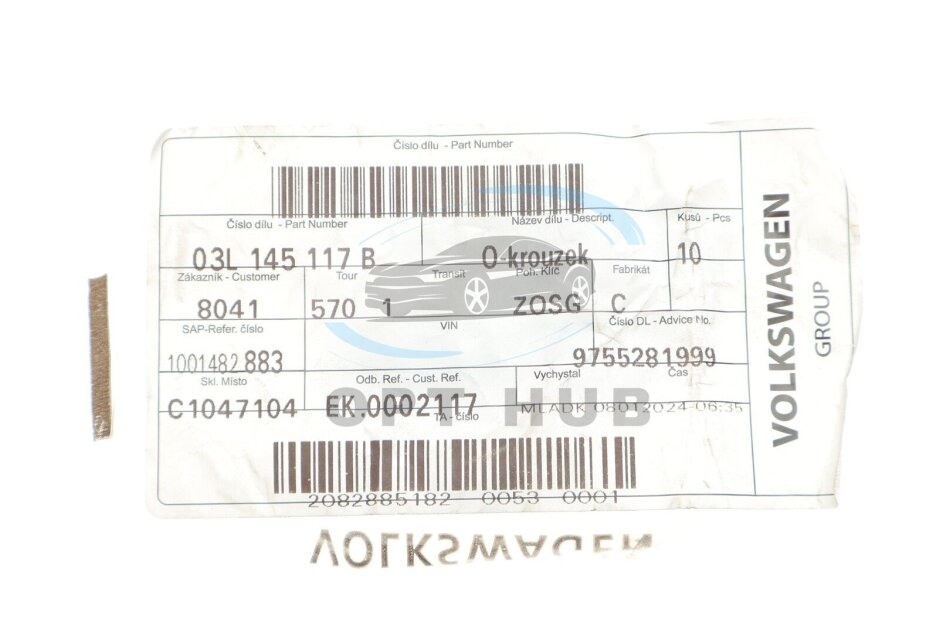 Číslo dílu - Part Number
Číslo dílu - Part Number
Název dílu - Descript.
Kusů - Pcs
03L 145 117 B
O-krouzek
10
Zákazník - Customer
Tour
Transit
Poh. Klíč
Fabrikát
8041
570 1
ZOSG
C
SAP-Refer. číslo
VIN
Číslo DL - Advice No.
1001482 883
9755281999
Skl. Místo
Odb. Ref. - Cust. Ref.
Vychystal
Čas
C1047104
EK.0002117
MLADK 08012024-06:35
TA - číslo
OPT HUB
2082885182 0053 0001
VOLKSWAGEN
GROUP
VOLKSWAGEN